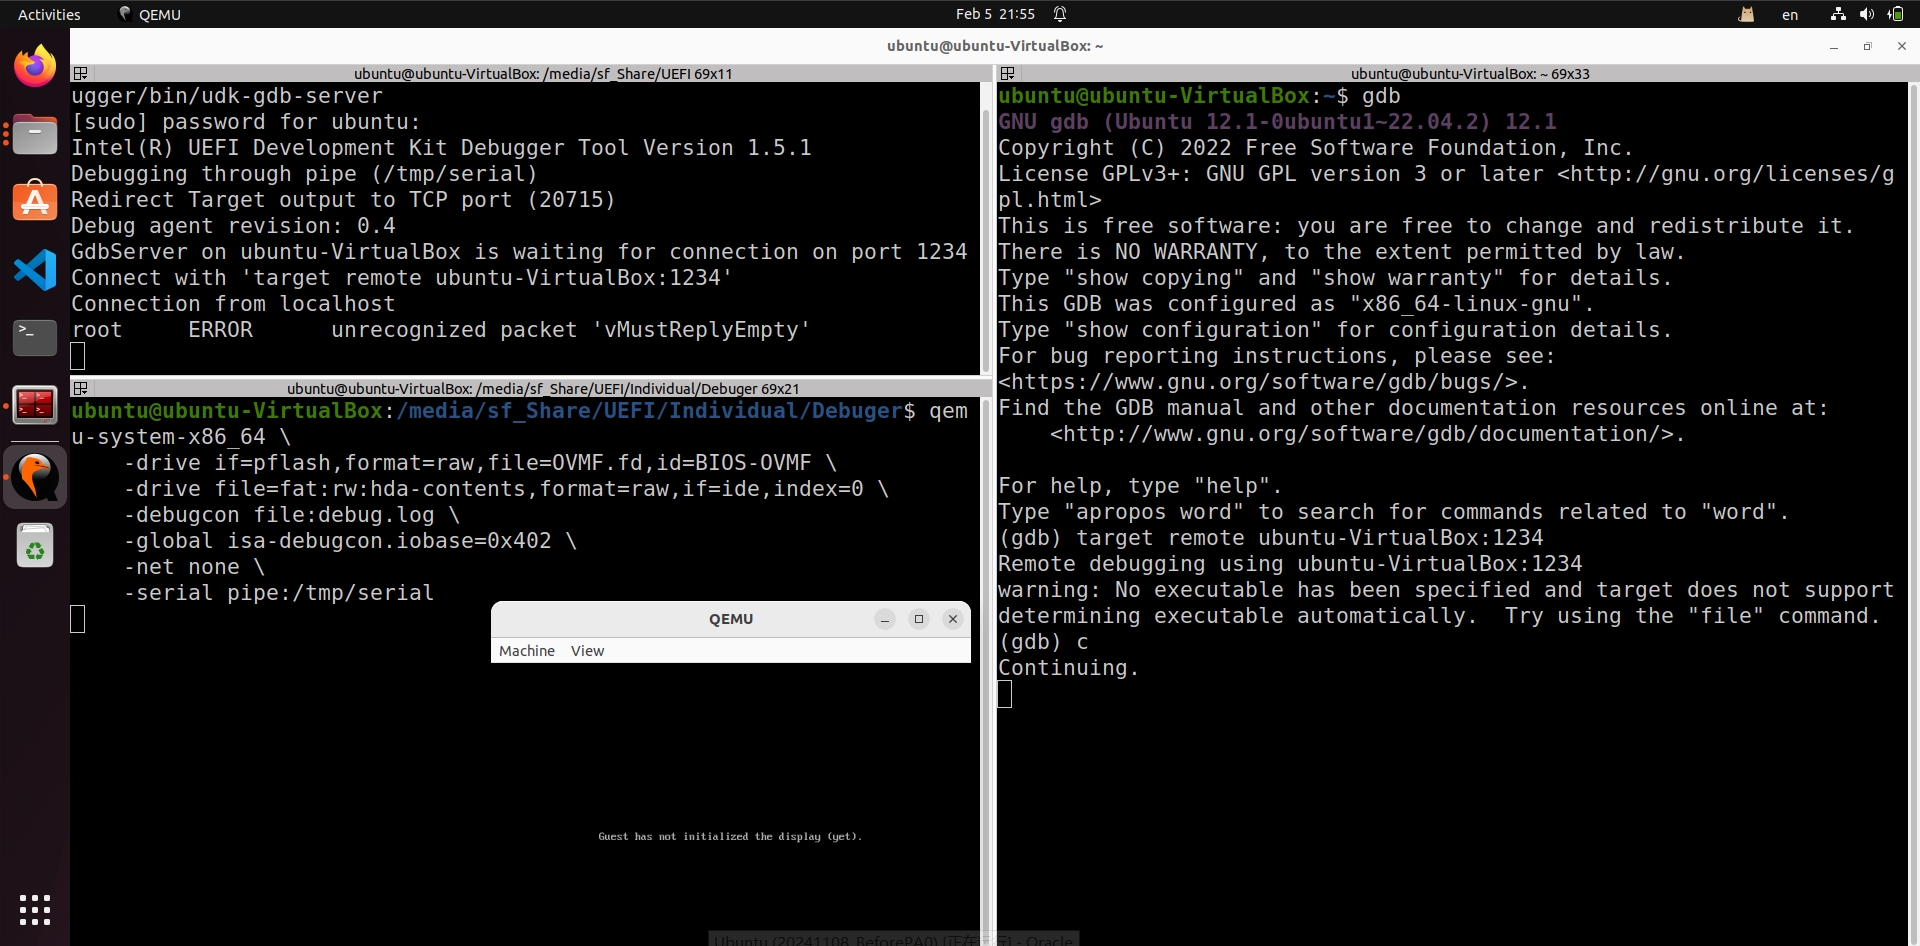 Activities
QEMU
Feb 5 21:55
en
ubuntu@ubuntu-VirtualBox: ~
ubuntu@ubuntu-VirtualBox: /media/sf_Share/UEFI 69x11
ugger/bin/udk-gdb-server
[sudo] password for ubuntu:
Intel(R) UEFI Development Kit Debugger Tool Version 1.5.1
Debugging through pipe (/tmp/serial)
Redirect Target output to TCP port (20715)
Debug agent revision: 0.4
GdbServer on ubuntu-VirtualBox is waiting for connection on port 1234
Connect with 'target remote ubuntu-VirtualBox:1234'
Connection from localhost
root     ERROR      unrecognized packet 'vMustReplyEmpty'
ubuntu@ubuntu-VirtualBox: /media/sf_Share/UEFI/Individual/Debuger 69x21
ubuntu@ubuntu-VirtualBox:/media/sf_Share/UEFI/Individual/Debuger$ qem
u-system-x86_64 \
    -drive if=pflash,format=raw,file=OVMF.fd,id=BIOS-OVMF \
    -drive file=fat:rw:hda-contents,format=raw,if=ide,index=0 \
    -debugcon file:debug.log \
    -global isa-debugcon.iobase=0x402 \
    -net none \
    -serial pipe:/tmp/serial
QEMU
Machine View
Guest has not initialized the display (yet).
ubuntu@ubuntu-VirtualBox: ~ 69x33
ubuntu@ubuntu-VirtualBox:~$ gdb
GNU gdb (Ubuntu 12.1-0ubuntu1~22.04.2) 12.1
Copyright (C) 2022 Free Software Foundation, Inc.
License GPLv3+: GNU GPL version 3 or later <http://gnu.org/licenses/g
pl.html>
This is free software: you are free to change and redistribute it.
There is NO WARRANTY, to the extent permitted by law.
Type "show copying" and "show warranty" for details.
This GDB was configured as "x86_64-linux-gnu".
Type "show configuration" for configuration details.
For bug reporting instructions, please see:
<https://www.gnu.org/software/gdb/bugs/>.
Find the GDB manual and other documentation resources online at:
    <http://www.gnu.org/software/gdb/documentation/>.
For help, type "help".
Type "apropos word" to search for commands related to "word".
(gdb) target remote ubuntu-VirtualBox:1234
Remote debugging using ubuntu-VirtualBox:1234
warning: No executable has been specified and target does not support
determining executable automatically.  Try using the "file" command.
(gdb) c
Continuing.
Ubuntu (20241108_BeforePA0) [正在运行] - Oracle